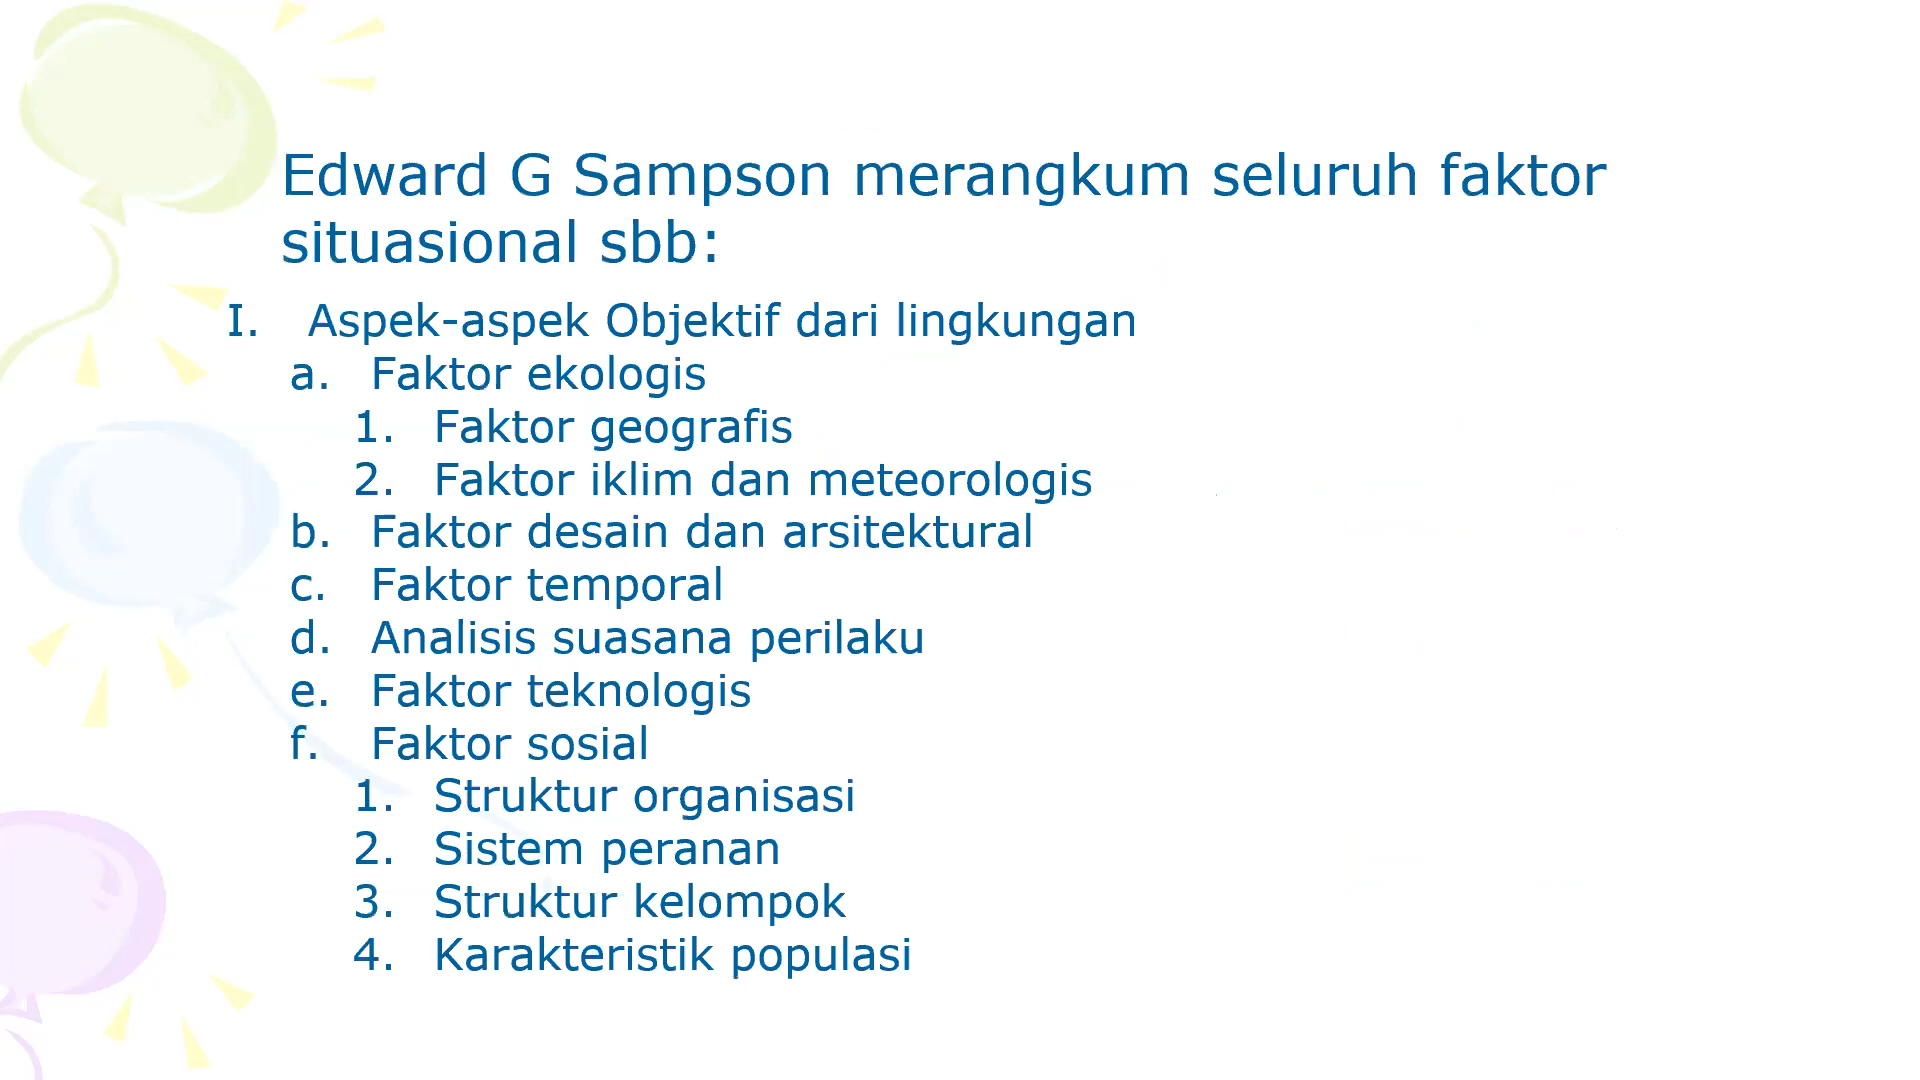 Edward G Sampson merangkum seluruh faktor
situasional sbb:
I. Aspek-aspek Objektif dari lingkungan
a. Faktor ekologis
1. Faktor geografis
2. Faktor iklim dan meteorologis
b. Faktor desain dan arsitektural
c. Faktor temporal
d. Analisis suasana perilaku
e. Faktor teknologis
f. Faktor sosial
1. Struktur organisasi
2. Sistem peranan
3. Struktur kelompok
4. Karakteristik populasi